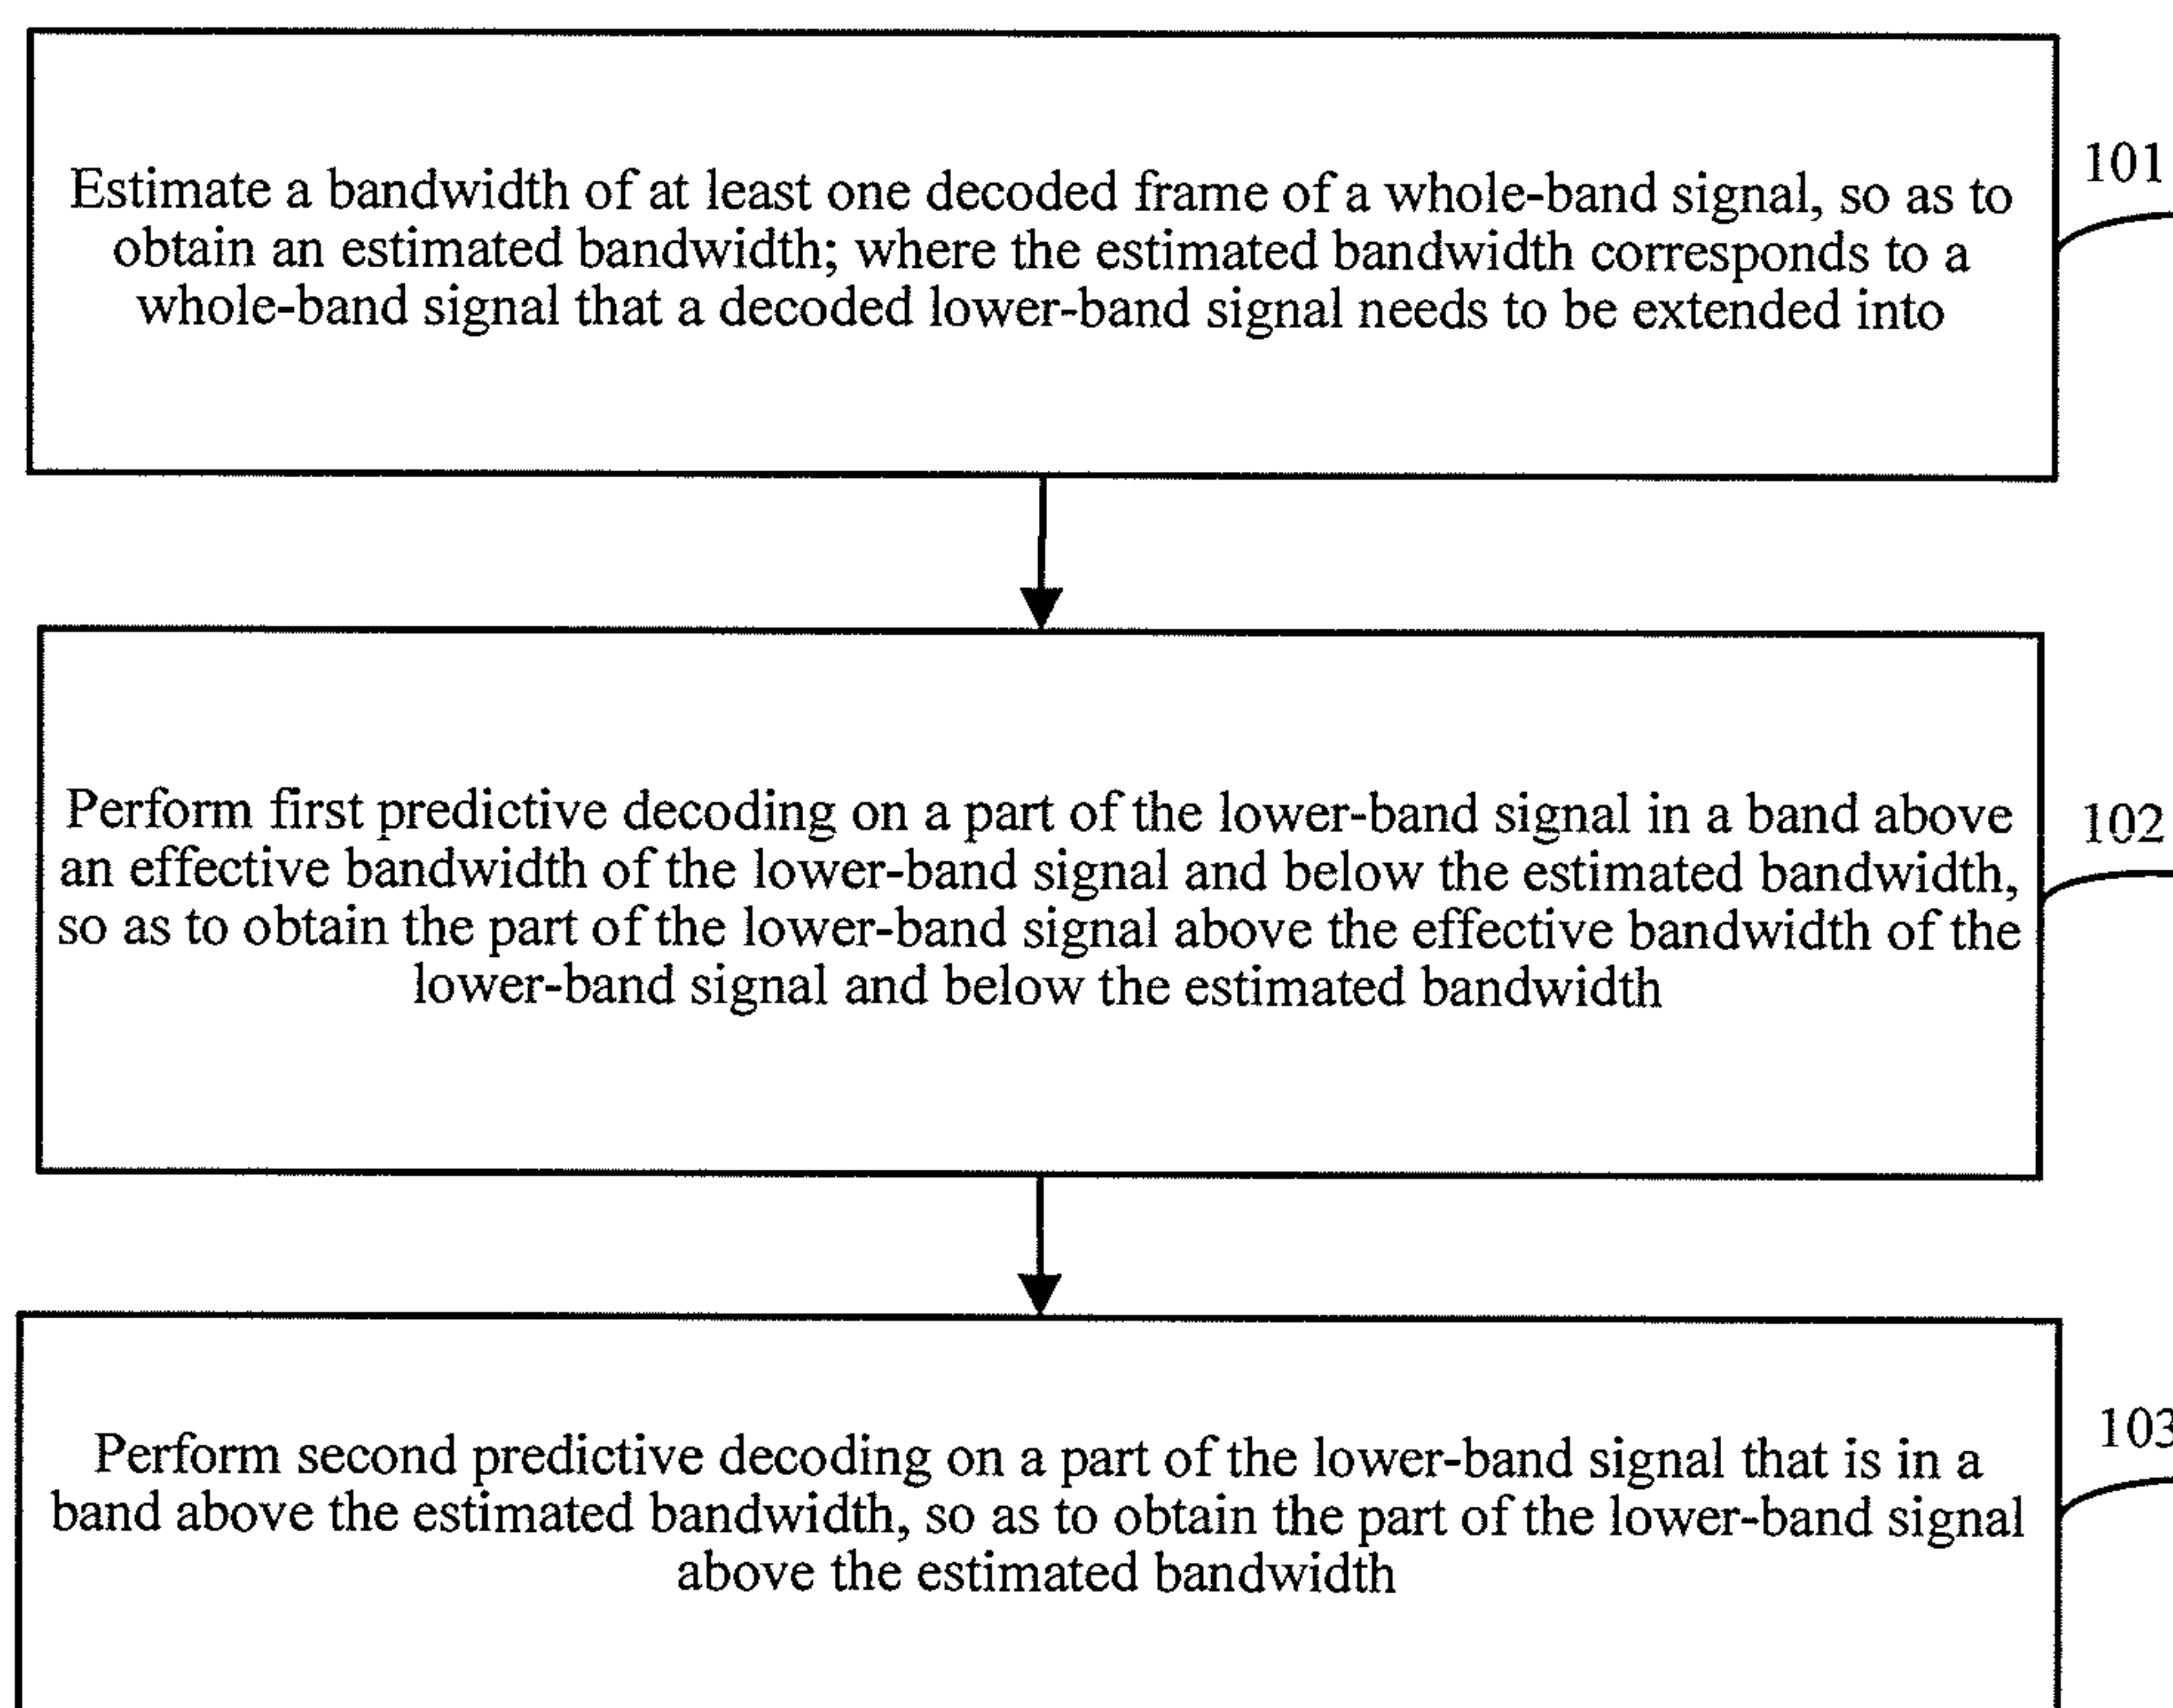 Estimate a bandwidth of at least one decoded frame of a whole-band signal, so as to
obtain an estimated bandwidth; where the estimated bandwidth corresponds to a
whole-band signal that a decoded lower-band signal needs to be extended into
101
Perform first predictive decoding on a part of the lower-band signal in a band above
an effective bandwidth of the lower-band signal and below the estimated bandwidth,
so as to obtain the part of the lower-band signal above the effective bandwidth of the
lower-band signal and below the estimated bandwidth
102
Perform second predictive decoding on a part of the lower-band signal that is in a
band above the estimated bandwidth, so as to obtain the part of the lower-band signal
above the estimated bandwidth
103